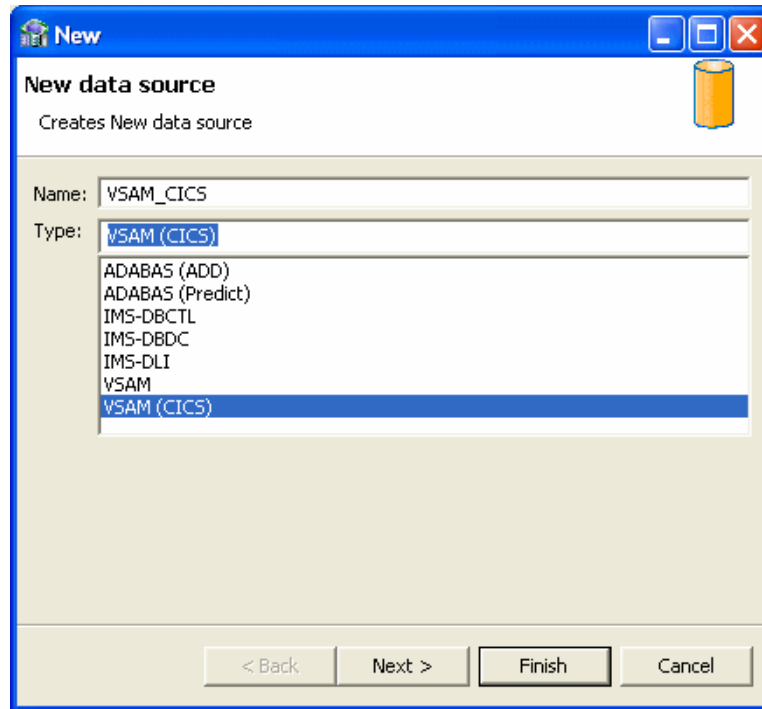 New
New data source
Creates New data source
Name: VSAM_CICS
Type: VSAM (CICS)
ADABAS (ADD)
ADABAS (Predict)
IMS-DBCTL
IMS-DBDC
IMS-DLI
VSAM
VSAM (CICS)
< Back Next > Finish Cancel